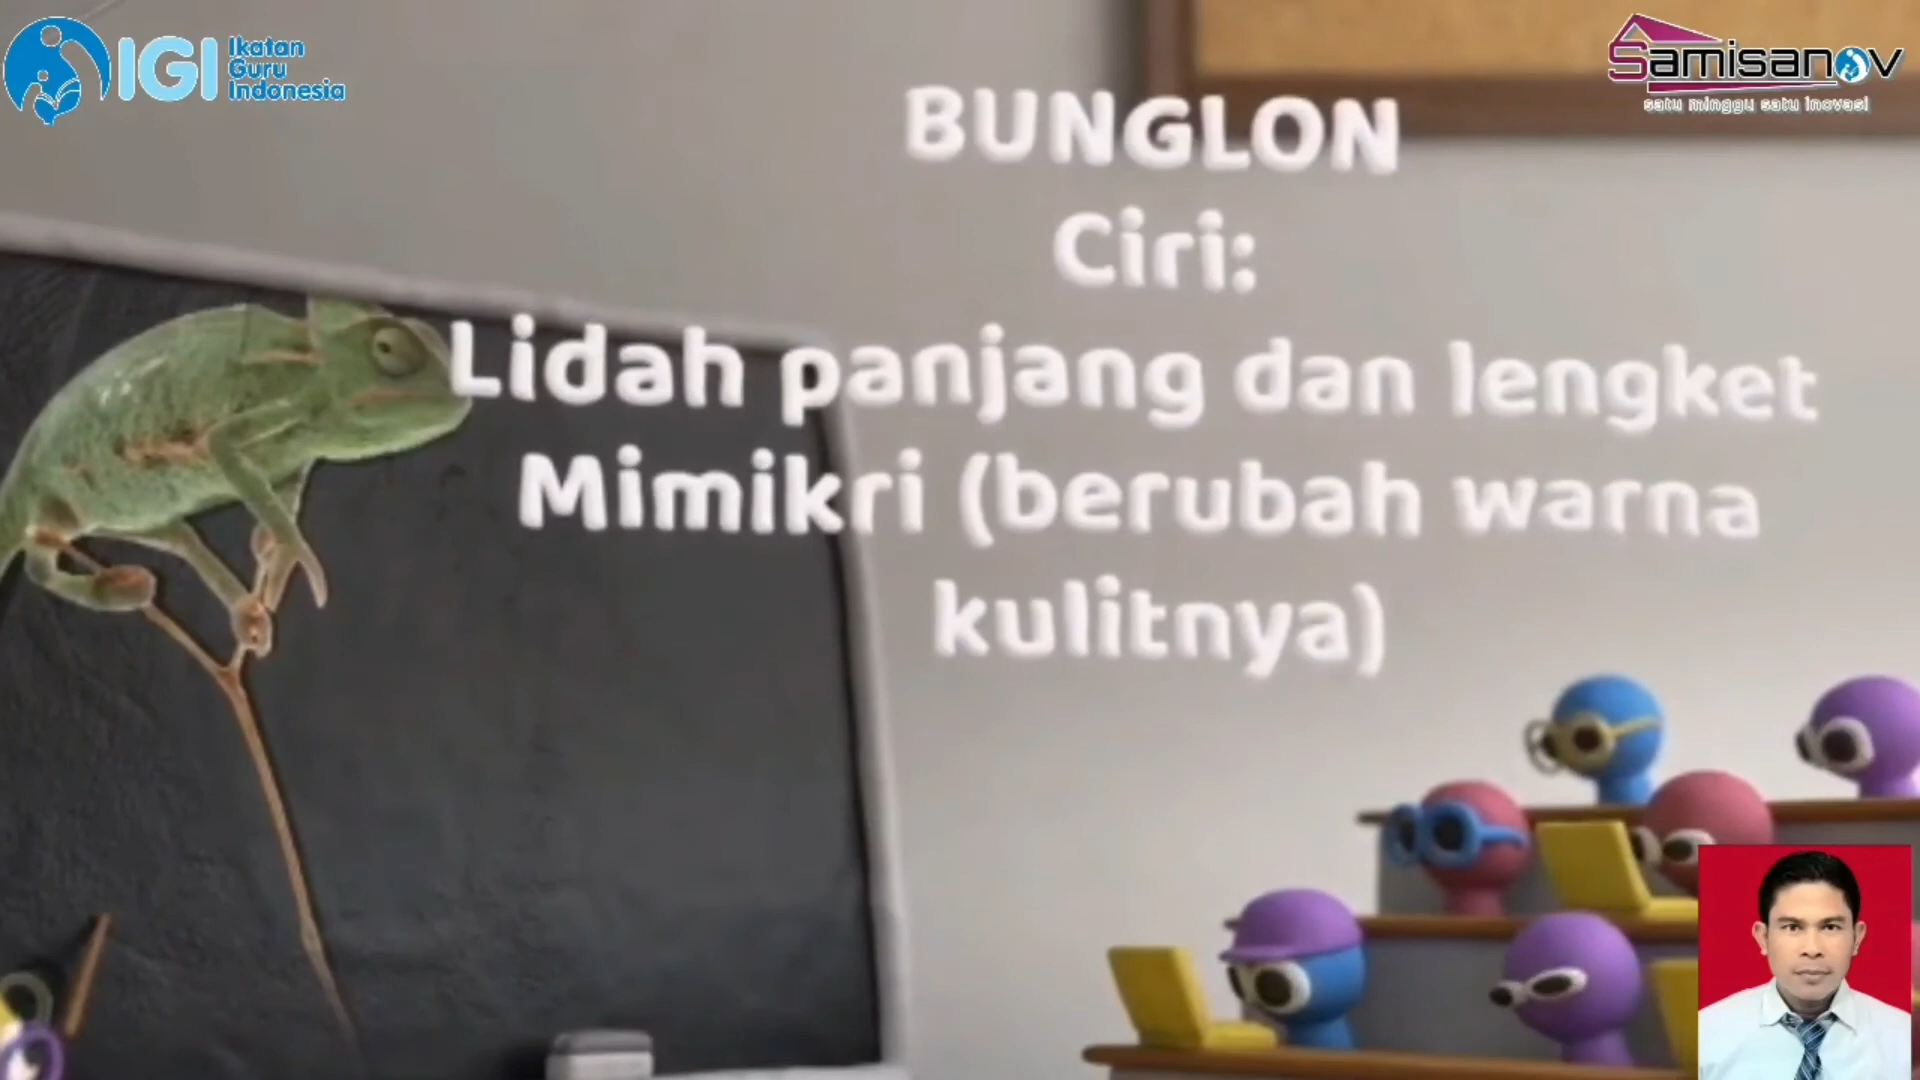 IGI
Ikatan
Guru
Indonesia
Samisanov
satu minggu satu inovasi
BUNGLON
Ciri:
Lidah panjang dan lengket
Mimikri (berubah warna
kulitnya)